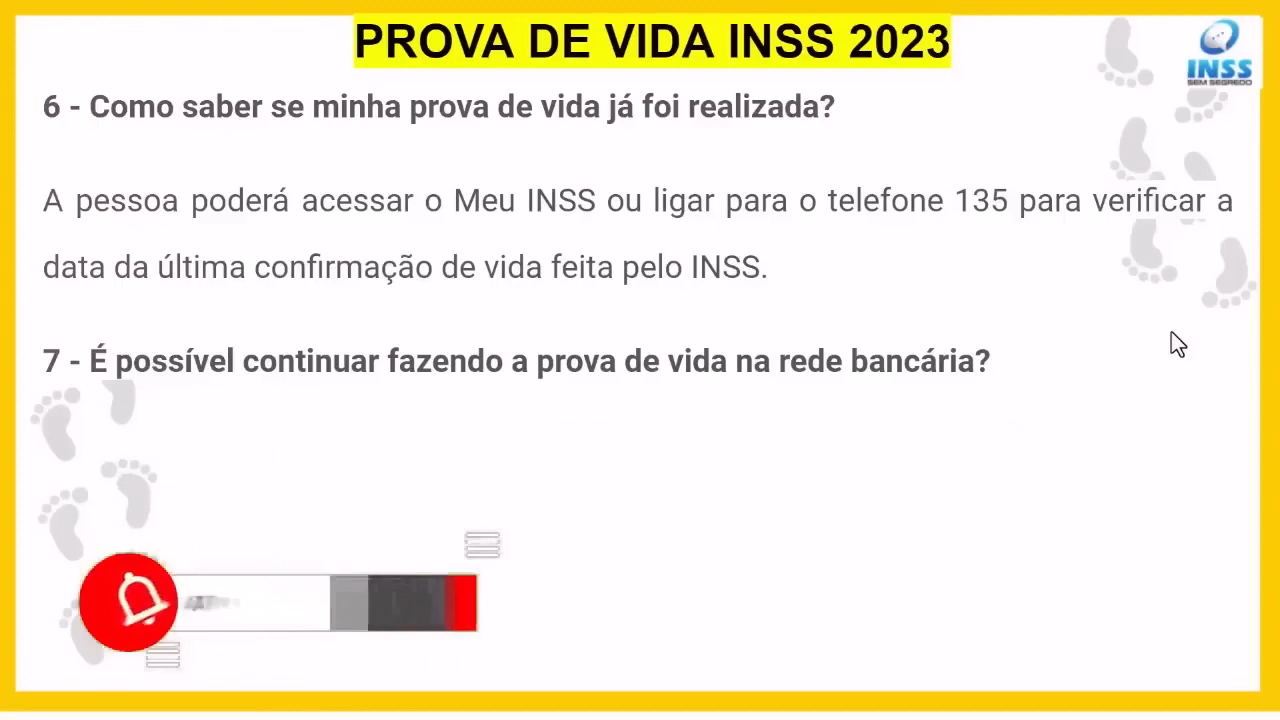 PROVA DE VIDA INSS 2023
INSS
SEM SEGREDO
6 - Como saber se minha prova de vida já foi realizada?
A pessoa poderá acessar o Meu INSS ou ligar para o telefone 135 para verificar a
data da última confirmação de vida feita pelo INSS.
7 - É possível continuar fazendo a prova de vida na rede bancária?